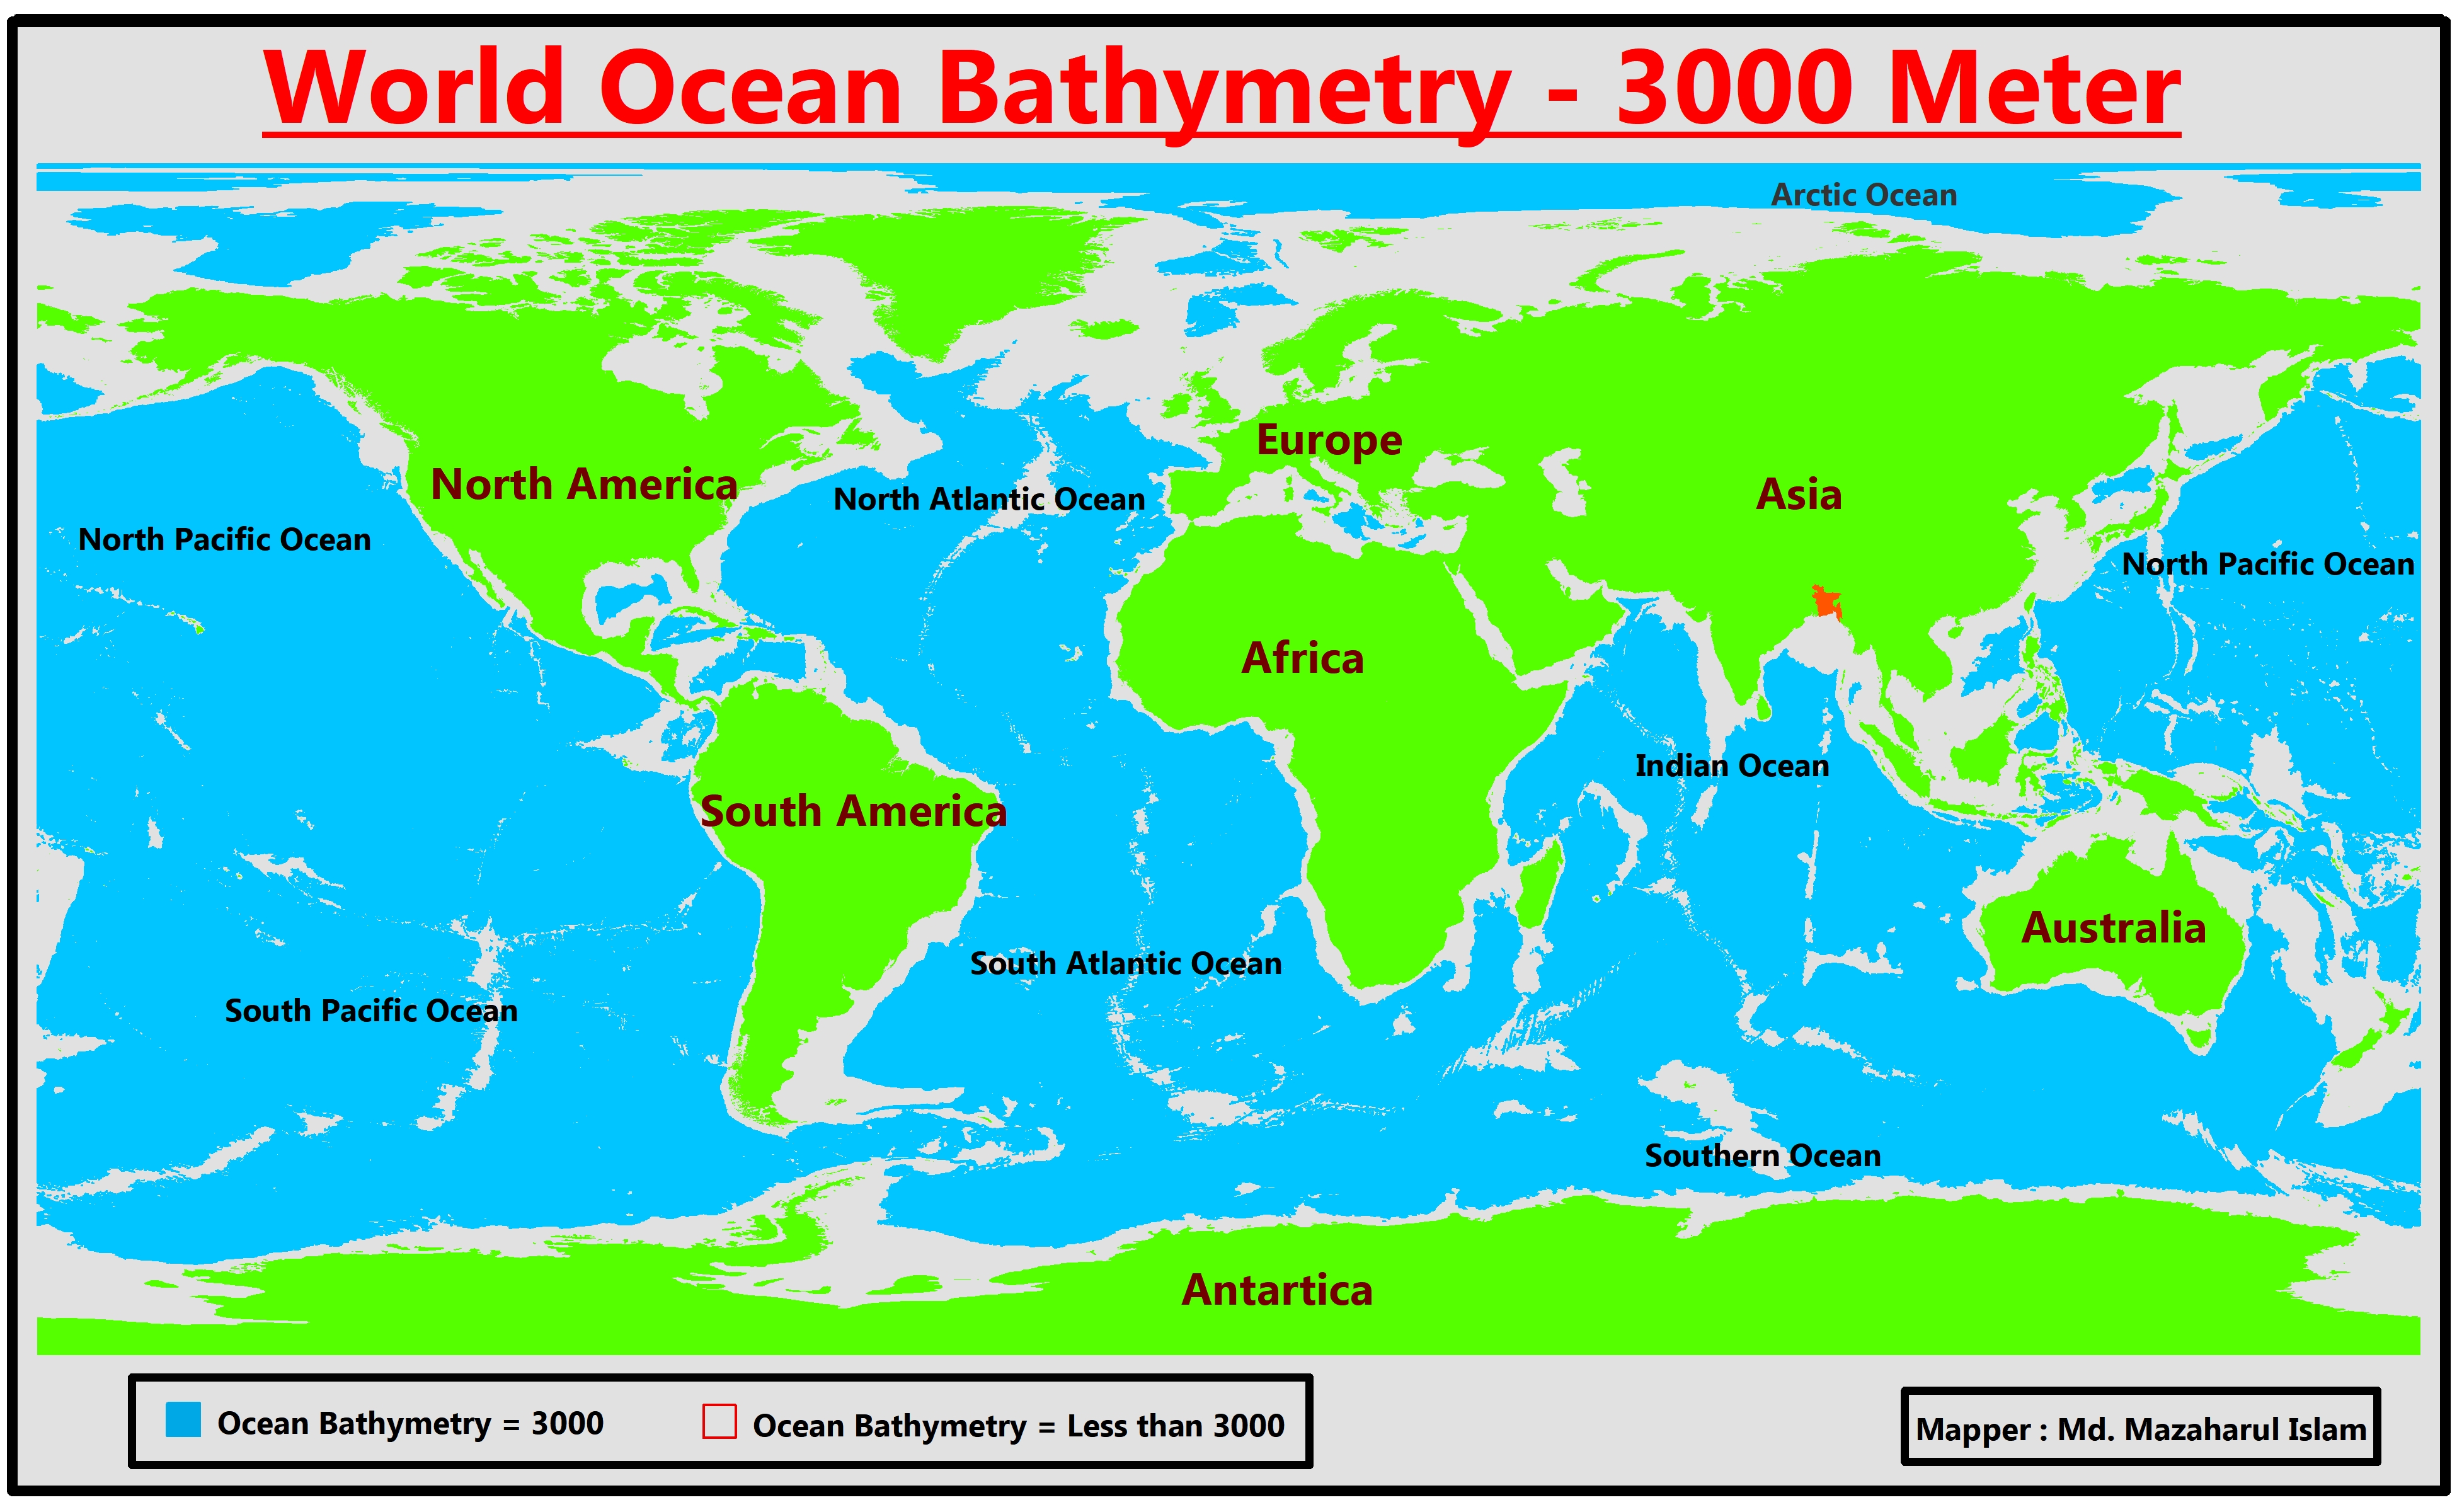 World Ocean Bathymetry - 3000 Meter
Arctic Ocean
Europe
North America
North Atlantic Ocean
Asia
North Pacific Ocean
North Pacific Ocean
Africa
Indian Ocean
South America
Australia
South Atlantic Ocean
South Pacific Ocean
Southern Ocean
Antartica
Ocean Bathymetry = 3000
Ocean Bathymetry = Less than 3000
Mapper : Md. Mazaharul Islam